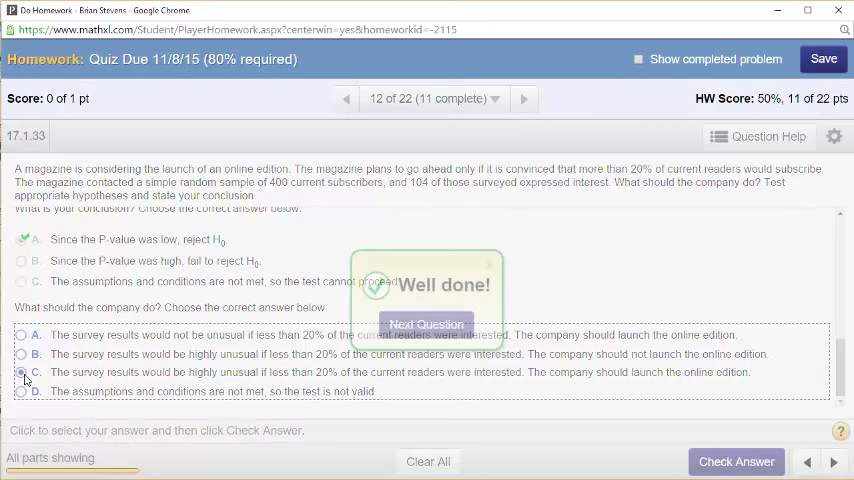 Do Homework - Brian Stevens - Google Chrome
https://www.mathxl.com/Student/PlayerHomework.aspx?centerwin=yes&homeworkid=-2115
Homework: Quiz Due 11/8/15 (80% required)
Show completed problem
Save
Score: 0 of 1 pt
12 of 22 (11 complete)
HW Score: 50%, 11 of 22 pts
17.1.33
Question Help
A magazine is considering the launch of an online edition. The magazine plans to go ahead only if it is convinced that more than 20% of current readers would subscribe.
The magazine contacted a simple random sample of 400 current subscribers, and 104 of those surveyed expressed interest. What should the company do? Test
appropriate hypotheses and state your conclusion.
What is your conclusion? Choose the correct answer below.
A. Since the P-value was low, reject H0.
B. Since the P-value was high, fail to reject H0.
C. The assumptions and conditions are not met, so the test cannot proceed.
Well done!
What should the company do? Choose the correct answer below.
Next Question
A. The survey results would not be unusual if less than 20% of the current readers were interested. The company should launch the online edition.
B. The survey results would be highly unusual if less than 20% of the current readers were interested. The company should not launch the online edition.
C. The survey results would be highly unusual if less than 20% of the current readers were interested. The company should launch the online edition.
D. The assumptions and conditions are not met, so the test is not valid.
Click to select your answer and then click Check Answer.
?
All parts showing
Clear All
Check Answer